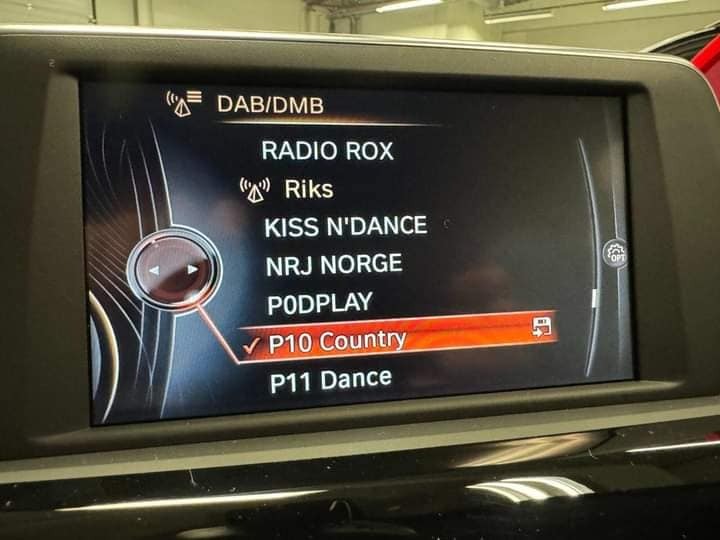 DAB/DMB
RADIO ROX
Riks
KISS N'DANCE
NRJ NORGE
P0DPLAY
P10 Country
P11 Dance
OPT